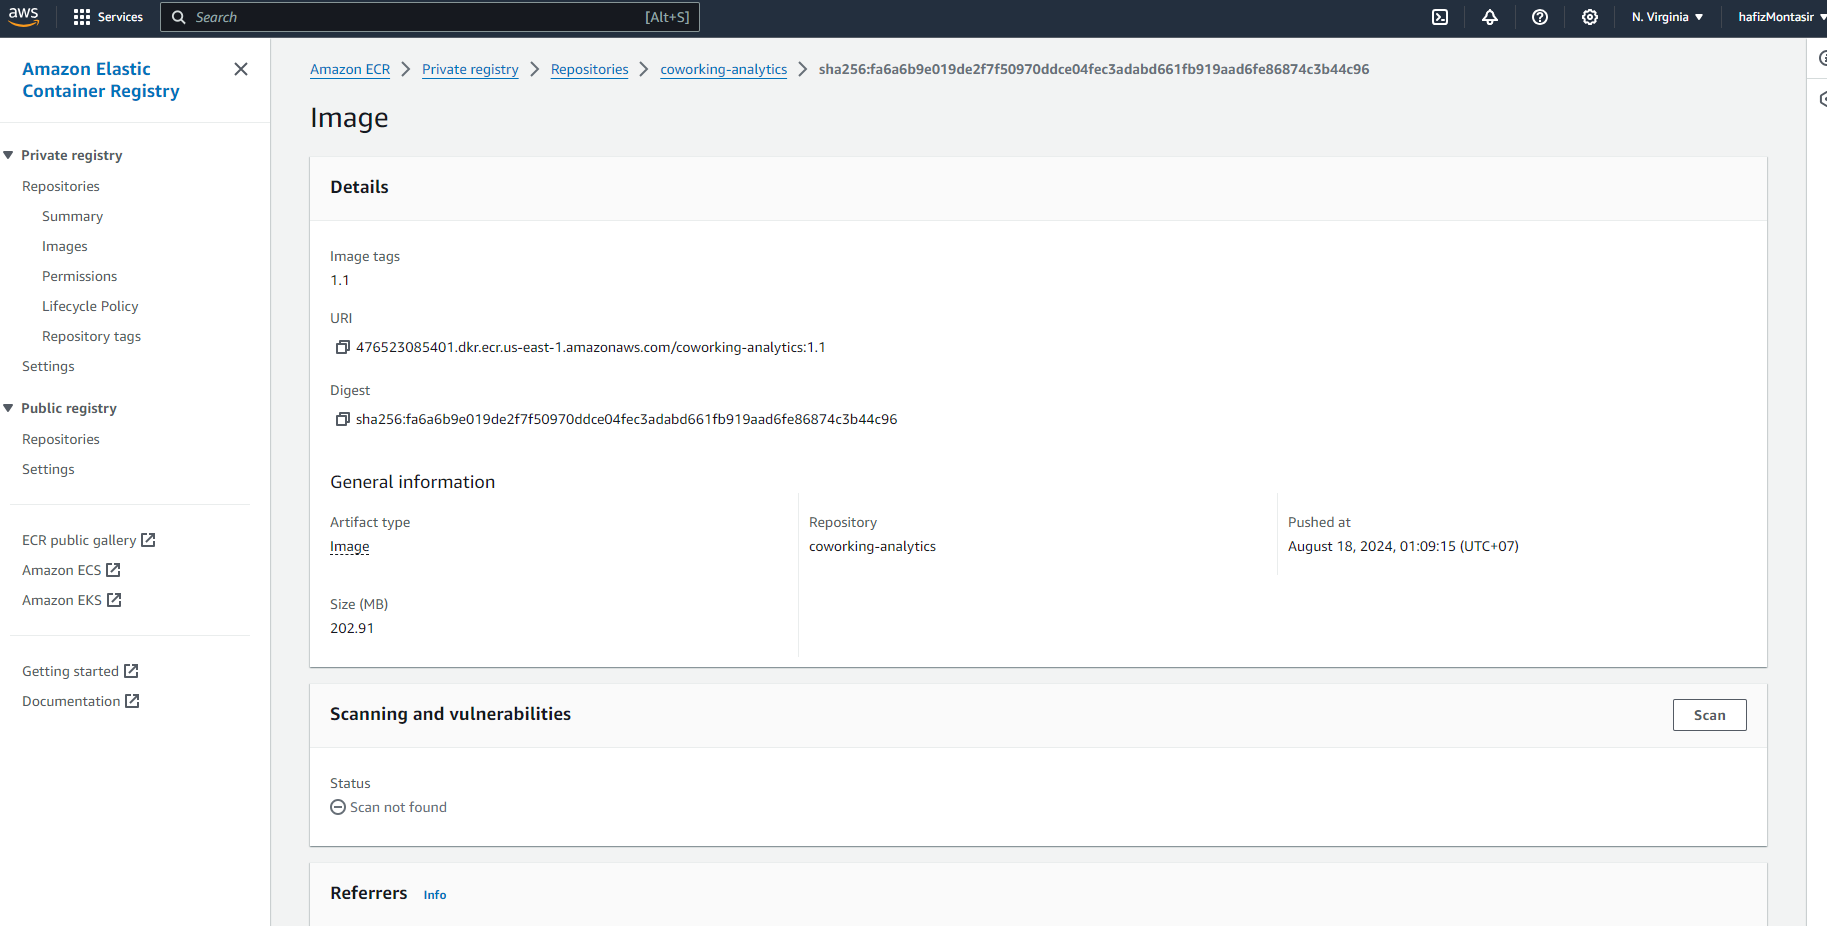 aws
Services
Search
[Alt+S]
N. Virginia
hafizMontasir
Amazon Elastic
Container Registry
Private registry
Repositories
Summary
Images
Permissions
Lifecycle Policy
Repository tags
Settings
Public registry
Repositories
Settings
ECR public gallery
Amazon ECS
Amazon EKS
Getting started
Documentation
Amazon ECR > Private registry > Repositories > coworking-analytics > sha256:fa6a6b9e019de2f7f50970ddce04fec3adabd661fb919aad6fe86874c3b44c96
Image
Details
Image tags
1.1
URI
476523085401.dkr.ecr.us-east-1.amazonaws.com/coworking-analytics:1.1
Digest
sha256:fa6a6b9e019de2f7f50970ddce04fec3adabd661fb919aad6fe86874c3b44c96
General information
Artifact type
Image
Repository
coworking-analytics
Pushed at
August 18, 2024, 01:09:15 (UTC+07)
Size (MB)
202.91
Scanning and vulnerabilities
Scan
Status
Scan not found
Referrers Info